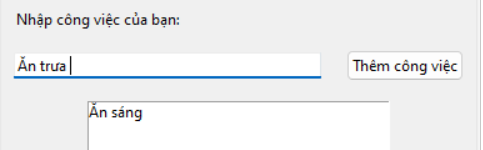 Nhập công việc của bạn:
Ăn trưa
Thêm công việc
Ăn sáng